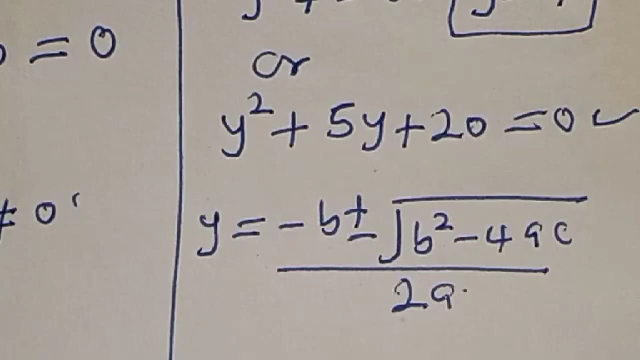 = 0
≠ 0
or
y² + 5y + 20 = 0 ✓
y = -b ± √b² - 4ac
2a